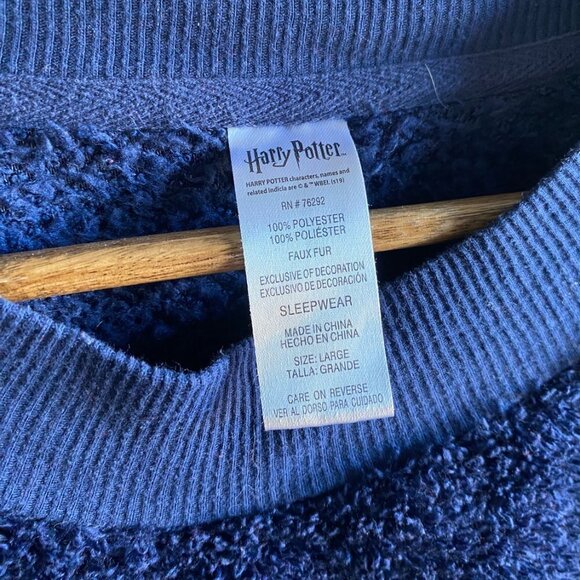 Harry Potter™
HARRY POTTER characters, names and
related indicia are © & ™ WBEI. (s19)
RN # 76292
100% POLYESTER
100% POLIÉSTER
FAUX FUR
EXCLUSIVE OF DECORATION
EXCLUSIVO DE DECORACIÓN
SLEEPWEAR
MADE IN CHINA
HECHO EN CHINA
SIZE: LARGE
TALLA: GRANDE
CARE ON REVERSE
VER AL DORSO PARA CUIDADO